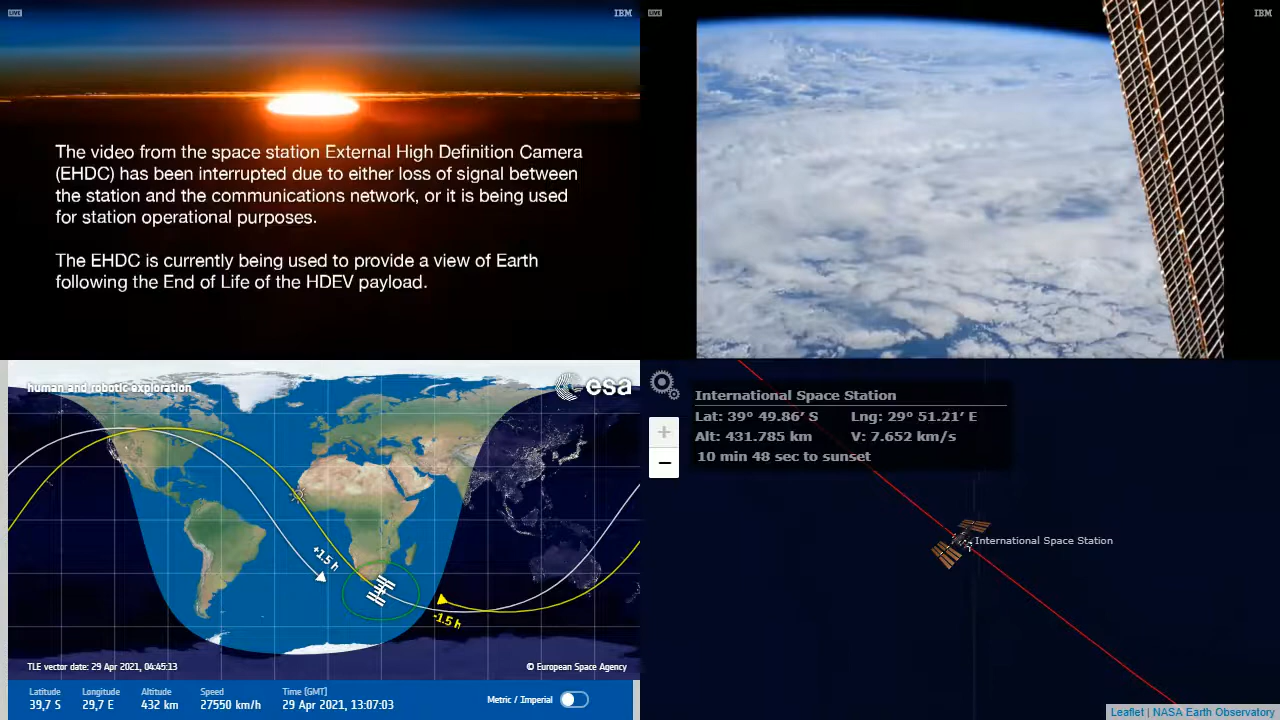 LIVE
IBM
The video from the space station External High Definition Camera
(EHDC) has been interrupted due to either loss of signal between
the station and the communications network, or it is being used
for station operational purposes.
The EHDC is currently being used to provide a view of Earth
following the End of Life of the HDEV payload.
LIVE
IBM
human and robotic exploration
esa
+1.5 h
-1.5 h
TLE vector date: 29 Apr 2021, 04:45:13
© European Space Agency
Latitude
39,7 S
Longitude
29,7 E
Altitude
432 km
Speed
27550 km/h
Time (GMT)
29 Apr 2021, 13:07:03
Metric / Imperial
International Space Station
Lat: 39° 49.86′ S Lng: 29° 51.21′ E
Alt: 431.785 km V: 7.652 km/s
10 min 48 sec to sunset
+
−
International Space Station
Leaflet | NASA Earth Observatory